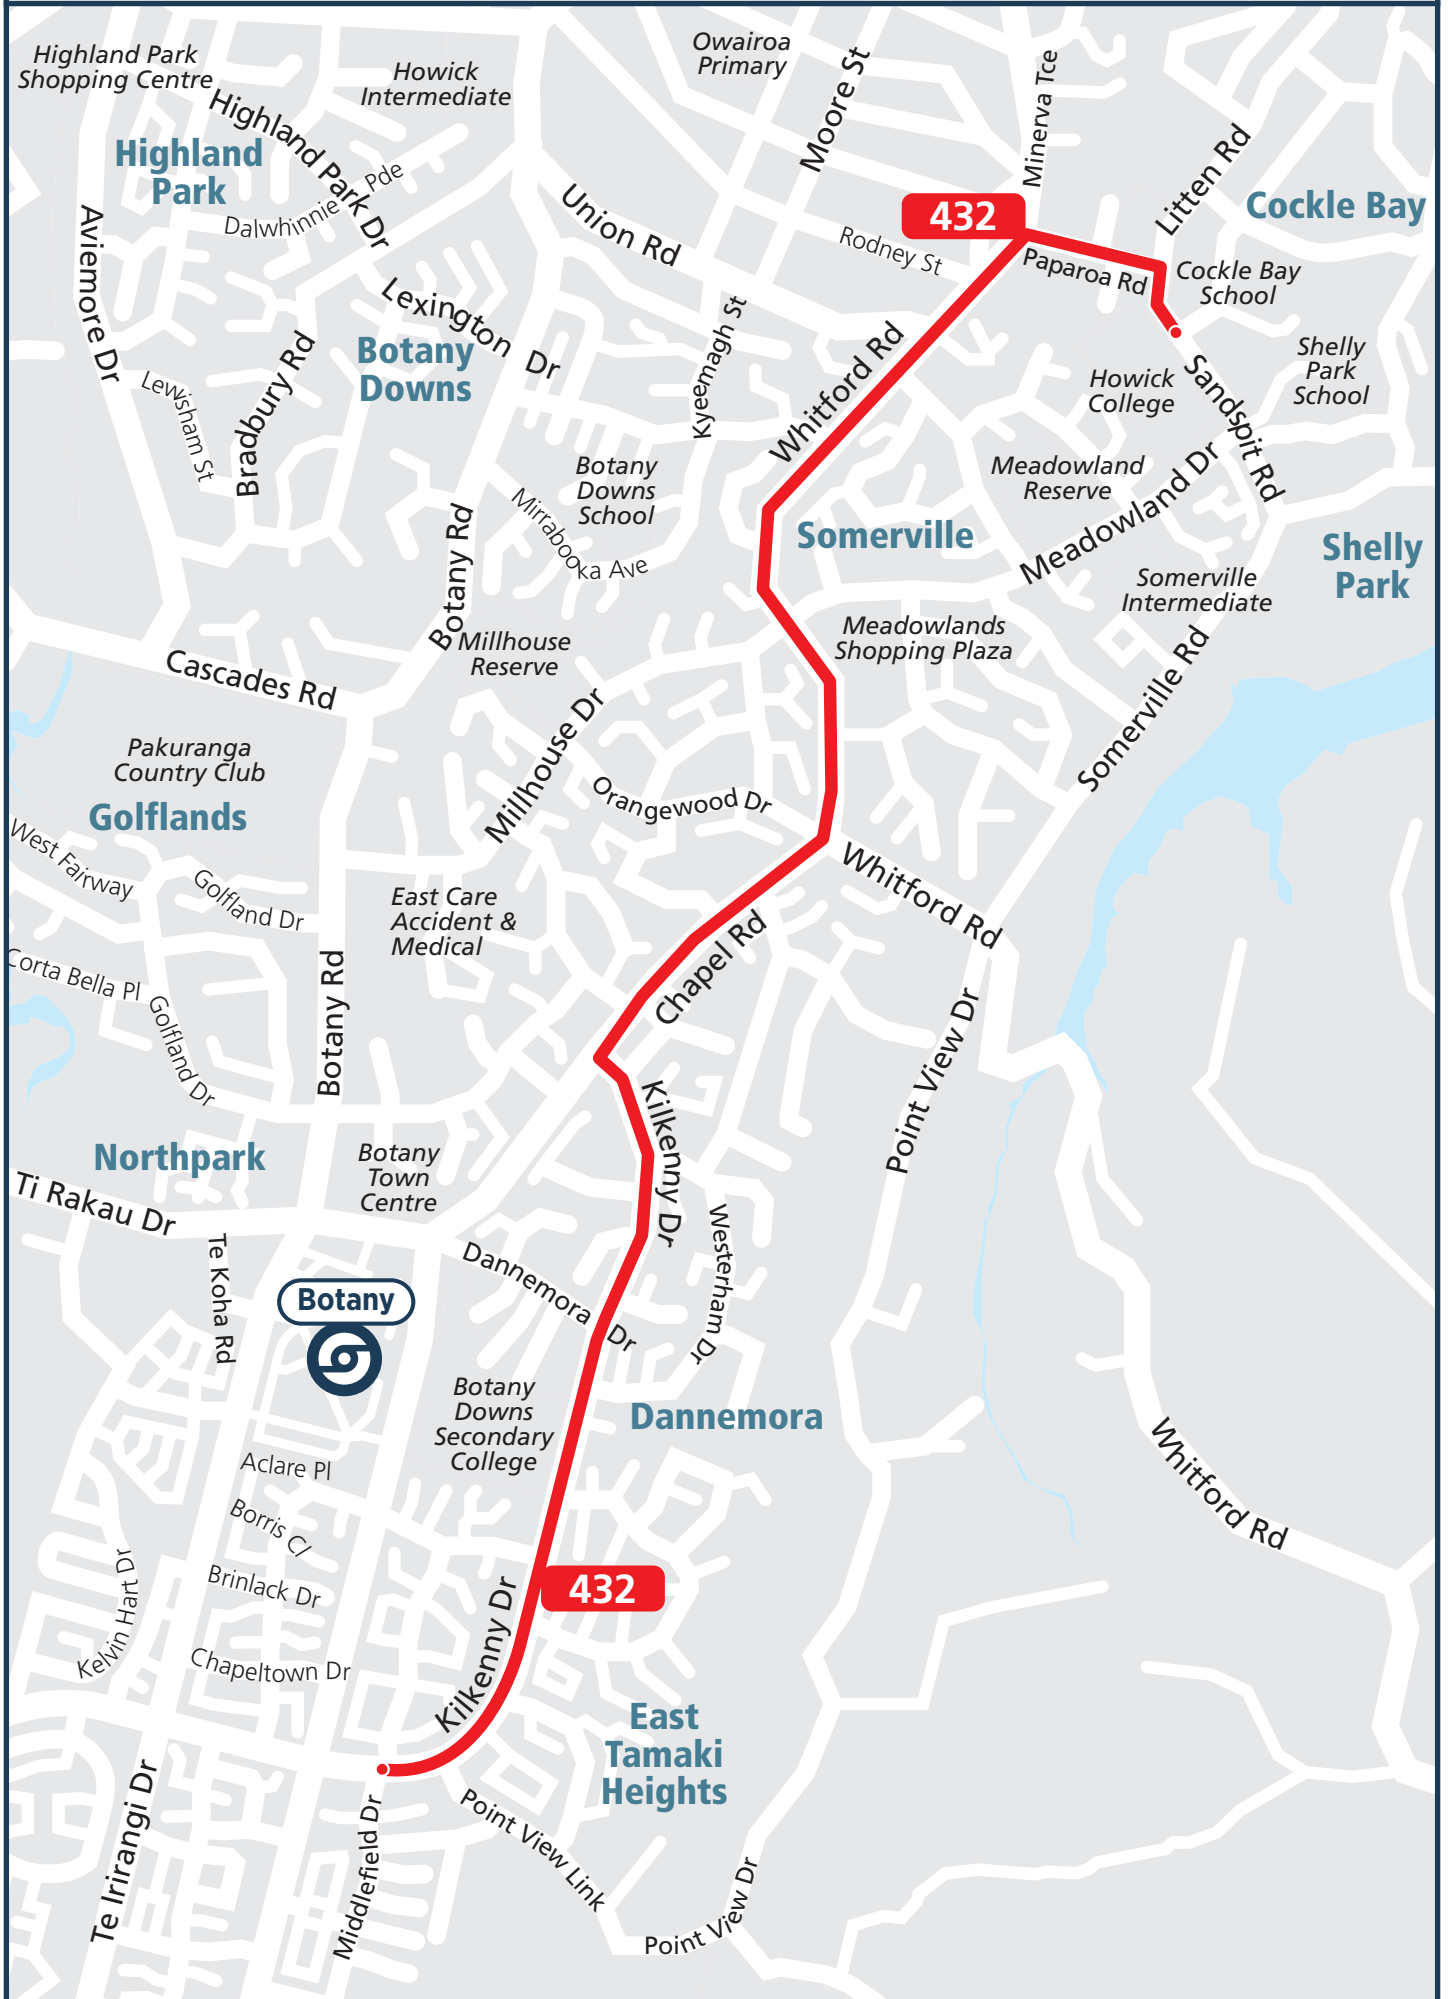 Highland Park
Shopping Centre
Howick
Intermediate
Owairoa
Primary
Moore St
Minerva Tce
Highland Park Dr
Highland
Park
Dalwhinnie Pde
Litten Rd
Cockle Bay
432
Union Rd
Rodney St
Paparoa Rd
Cockle Bay
School
Aviemore Dr
Lexington Dr
Botany
Downs
Bradbury Rd
Lewisham St
Kyeemagh St
Whitford Rd
Howick
College
Sandspit Rd
Shelly
Park
School
Botany
Downs
School
Meadowland
Reserve
Meadowland Dr
Mirrabooka Ave
Botany Rd
Somerville
Shelly
Park
Somerville
Intermediate
Meadowlands
Shopping Plaza
Millhouse
Reserve
Cascades Rd
Somerville Rd
Millhouse Dr
Pakuranga
Country Club
Golflands
Orangewood Dr
West Fairway
Golfland Dr
East Care
Accident &
Medical
Whitford Rd
Chapel Rd
Corta Bella Pl
Golfland Dr
Botany Rd
Point View Dr
Kilkenny Dr
Northpark
Botany
Town
Centre
Ti Rakau Dr
Te Koha Rd
Dannemora Dr
Westerham Dr
Botany
Botany
Downs
Secondary
College
Dannemora
Whitford Rd
Aclare Pl
Borris Cl
Brinlack Dr
Kelvin Hart Dr
432
Kilkenny Dr
Chapeltown Dr
East
Tamaki
Heights
Te Irirangi Dr
Middlefield Dr
Point View Link
Point View Dr